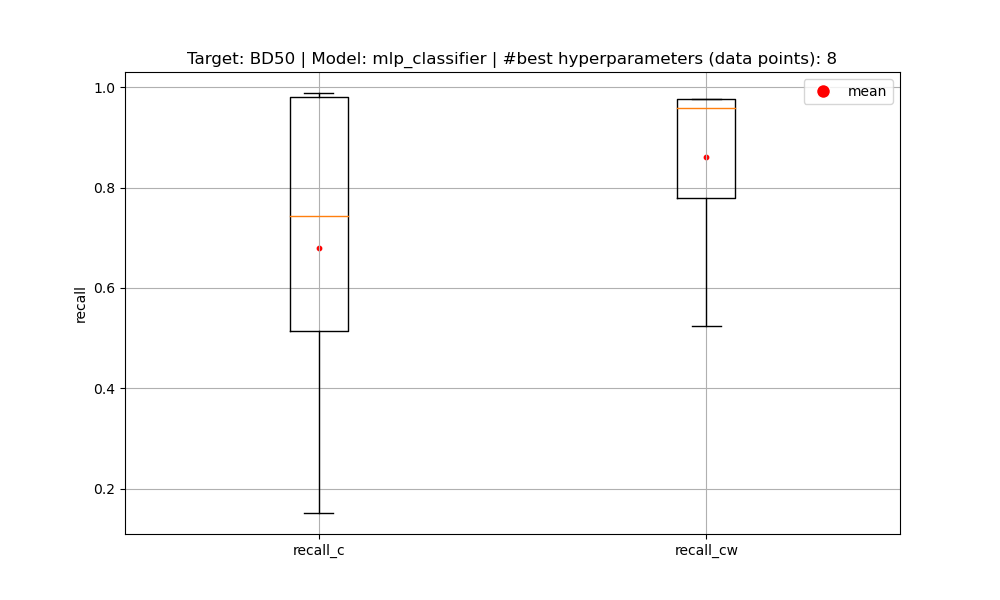 Target: BD50 | Model: mlp_classifier | #best hyperparameters (data points): 8
mean
1.0
0.8
0.6
0.4
0.2
recall
recall_c
recall_cw